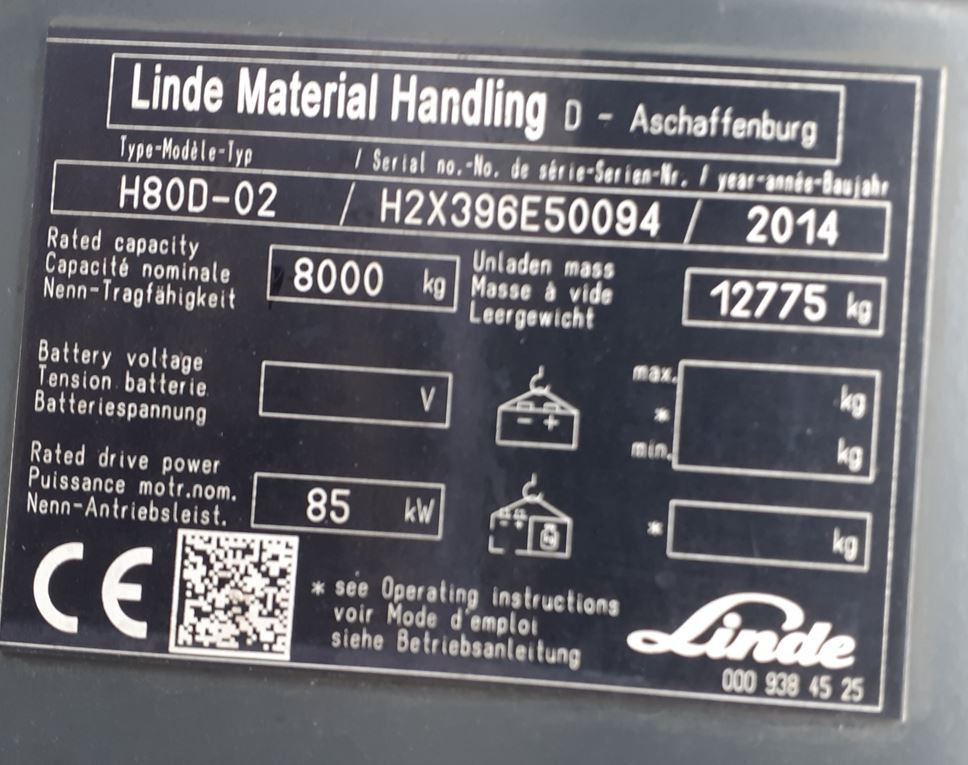 Linde Material Handling D - Aschaffenburg
Type-Modèle-Typ / Serial no.-No. de série-Serien-Nr. / year-année-Baujahr
H80D-02 / H2X396E50094 / 2014
Rated capacity
Capacité nominale
Nenn-Tragfähigkeit
8000 kg
Unladen mass
Masse à vide
Leergewicht
12775 kg
Battery voltage
Tension batterie
Batteriespannung
V
max. kg
*
min. kg
Rated drive power
Puissance motr.nom.
Nenn-Antriebsleist.
85 kW
* kg
CE
* see Operating instructions
voir Mode d'emploi
siehe Betriebsanleitung
Linde
000 938 45 25